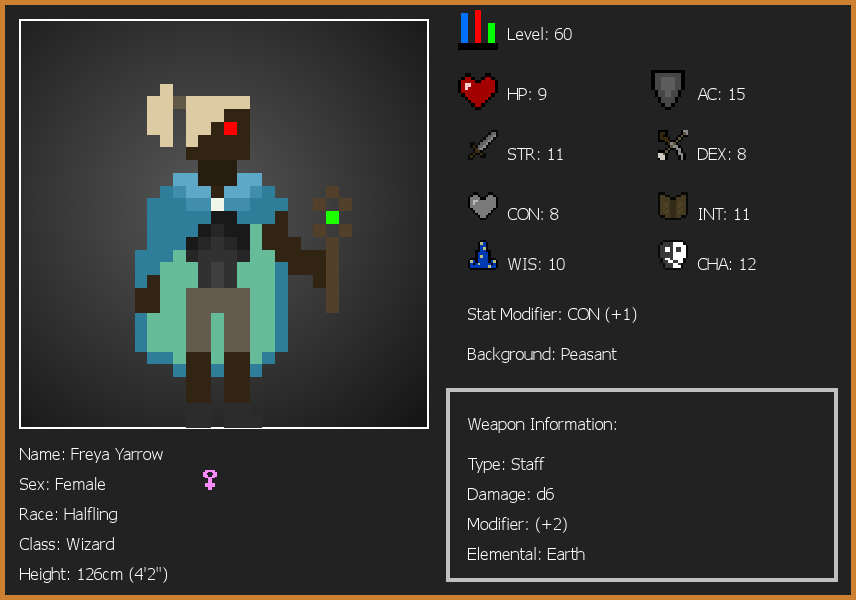 Level: 60
HP: 9
AC: 15
STR: 11
DEX: 8
CON: 8
INT: 11
WIS: 10
CHA: 12
Stat Modifier: CON (+1)
Background: Peasant
Weapon Information:
Type: Staff
Damage: d6
Modifier: (+2)
Elemental: Earth
Name: Freya Yarrow
Sex: Female
Race: Halfling
Class: Wizard
Height: 126cm (4'2")